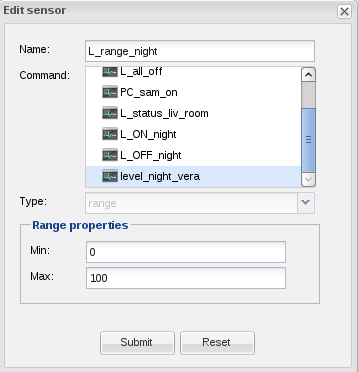 Edit sensor
Name: L_range_night
Command: L_all_off
PC_sam_on
L_status_liv_room
L_ON_night
L_OFF_night
level_night_vera
Type: range
Range properties
Min: 0
Max: 100
Submit Reset